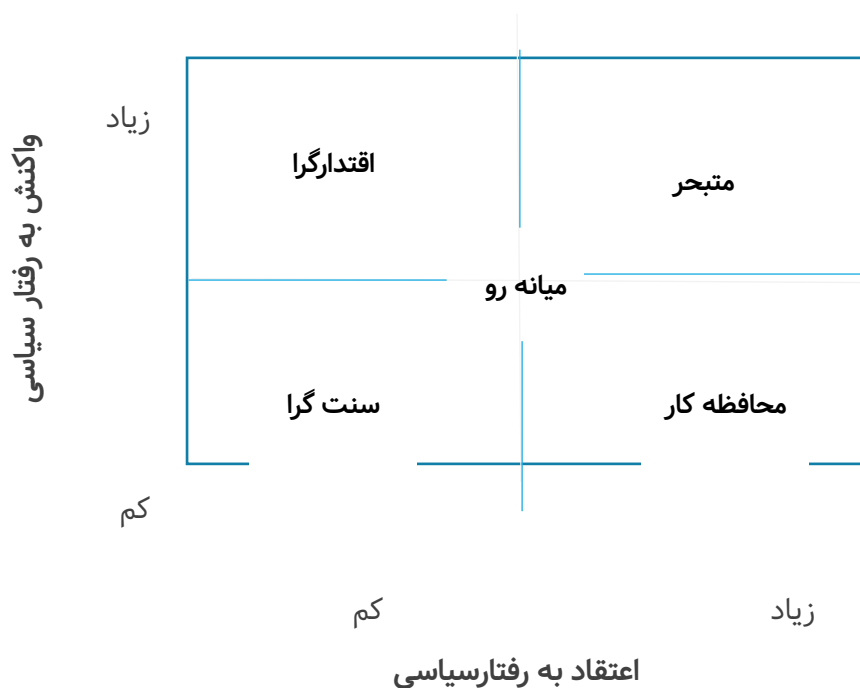 زیاد
واکنش به رفتار سیاسی
اقتدارگرا
متبحر
میانه رو
سنت گرا
محافظه کار
کم
کم
زیاد
اعتقاد به رفتارسیاسی